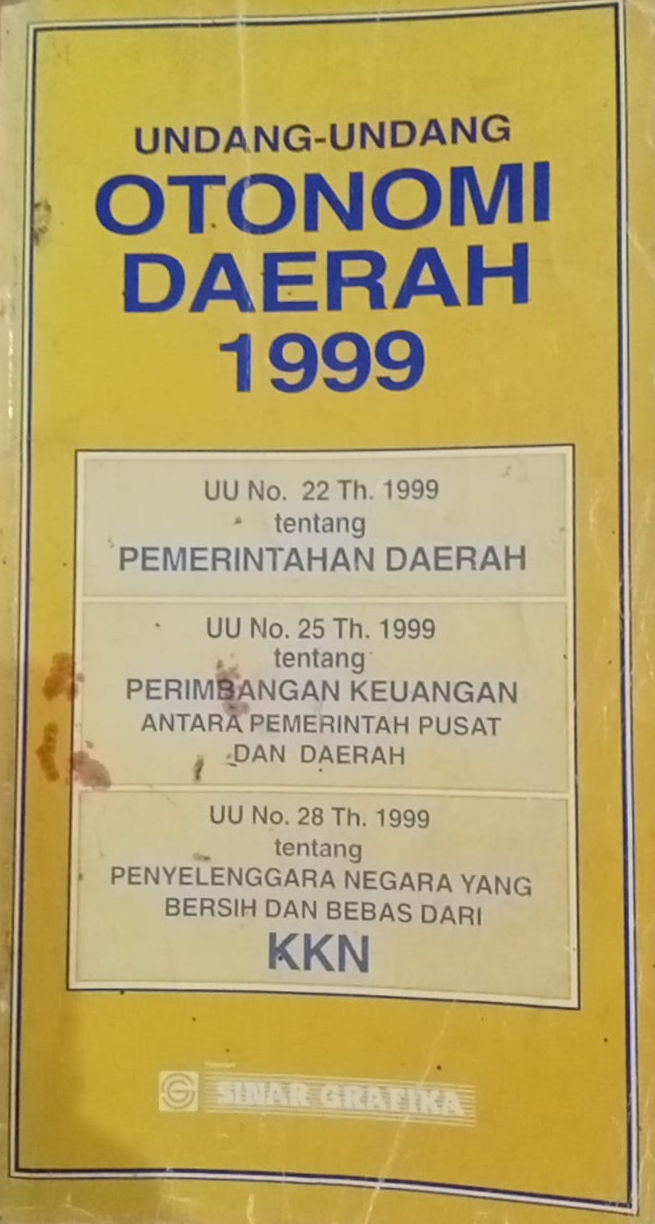 UNDANG-UNDANG
OTONOMI
DAERAH
1999
UU No. 22 Th. 1999
tentang
PEMERINTAHAN DAERAH
UU No. 25 Th. 1999
tentang
PERIMBANGAN KEUANGAN
ANTARA PEMERINTAH PUSAT
DAN DAERAH
UU No. 28 Th. 1999
tentang
PENYELENGGARA NEGARA YANG
BERSIH DAN BEBAS DARI
KKN
SINAR GRAFIKA